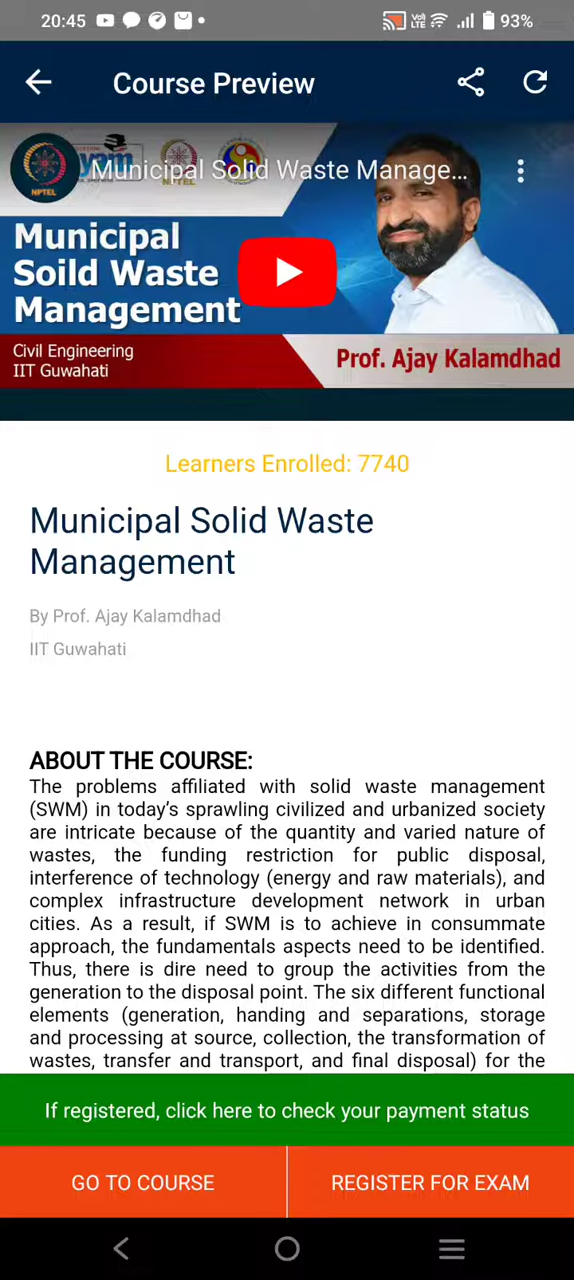 20:45
Vo)
LTE
93%
Course Preview
yam
NPTEL
NPTEL
Municipal Solid Waste Manage...
Municipal
Soild Waste
Management
Civil Engineering
IIT Guwahati
Prof. Ajay Kalamdhad
Learners Enrolled: 7740
Municipal Solid Waste
Management
By Prof. Ajay Kalamdhad
IIT Guwahati
ABOUT THE COURSE:
The problems affiliated with solid waste management
(SWM) in today's sprawling civilized and urbanized society
are intricate because of the quantity and varied nature of
wastes, the funding restriction for public disposal,
interference of technology (energy and raw materials), and
complex infrastructure development network in urban
cities. As a result, if SWM is to achieve in consummate
approach, the fundamentals aspects need to be identified.
Thus, there is dire need to group the activities from the
generation to the disposal point. The six different functional
elements (generation, handing and separations, storage
and processing at source, collection, the transformation of
wastes, transfer and transport, and final disposal) for the
If registered, click here to check your payment status
GO TO COURSE
REGISTER FOR EXAM